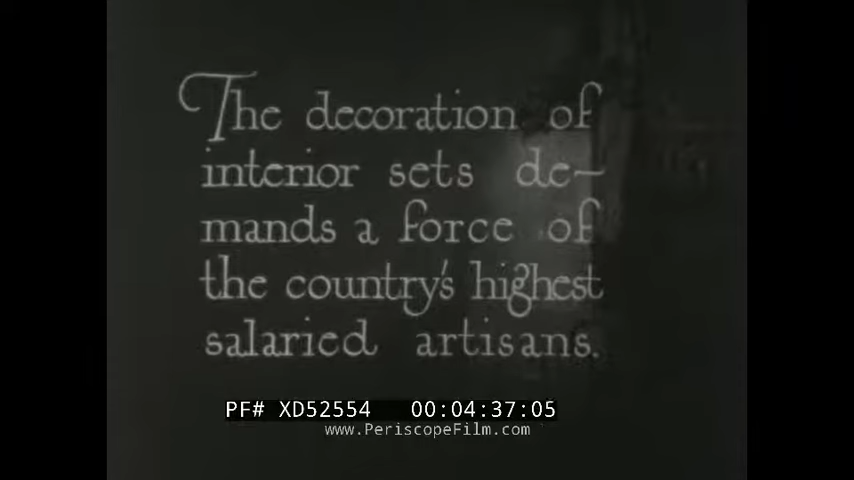 The decoration of
interior sets de-
mands a force of
the country's highest
salaried artisans.
PF# XD52554 00:04:37:05
www.PeriscopeFilm.com